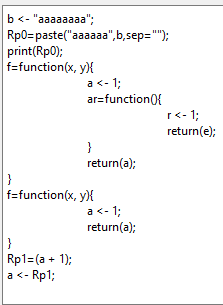 b <- "aaaaaaaa";
Rp0=paste("aaaaaa",b,sep="");
print(Rp0);
f=function(x, y){
a <- 1;
ar=function(){
r <- 1;
return(e);
}
return(a);
}
f=function(x, y){
a <- 1;
return(a);
}
Rp1=(a + 1);
a <- Rp1;